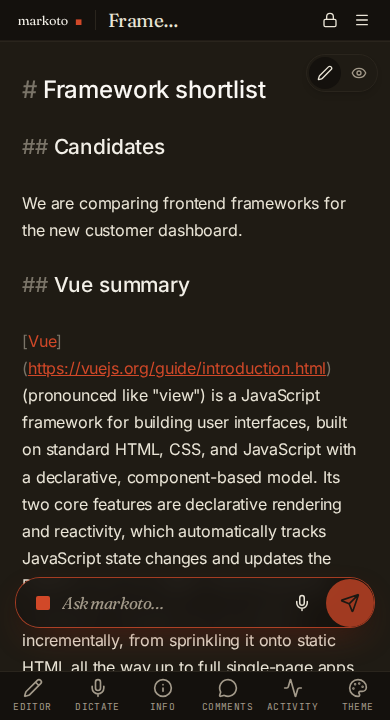 markoto
Frame...
# Framework shortlist
## Candidates
We are comparing frontend frameworks for
the new customer dashboard.
## Vue summary
[Vue]
(https://vuejs.org/guide/introduction.html)
(pronounced like "view") is a JavaScript
framework for building user interfaces, built
on standard HTML, CSS, and JavaScript with
a declarative, component-based model. Its
two core features are declarative rendering
and reactivity, which automatically tracks
JavaScript state changes and updates the
Ask markoto...
incrementally, from sprinkling it onto static
HTML all the way up to full single-page apps
EDITOR DICTATE INFO COMMENTS ACTIVITY THEME